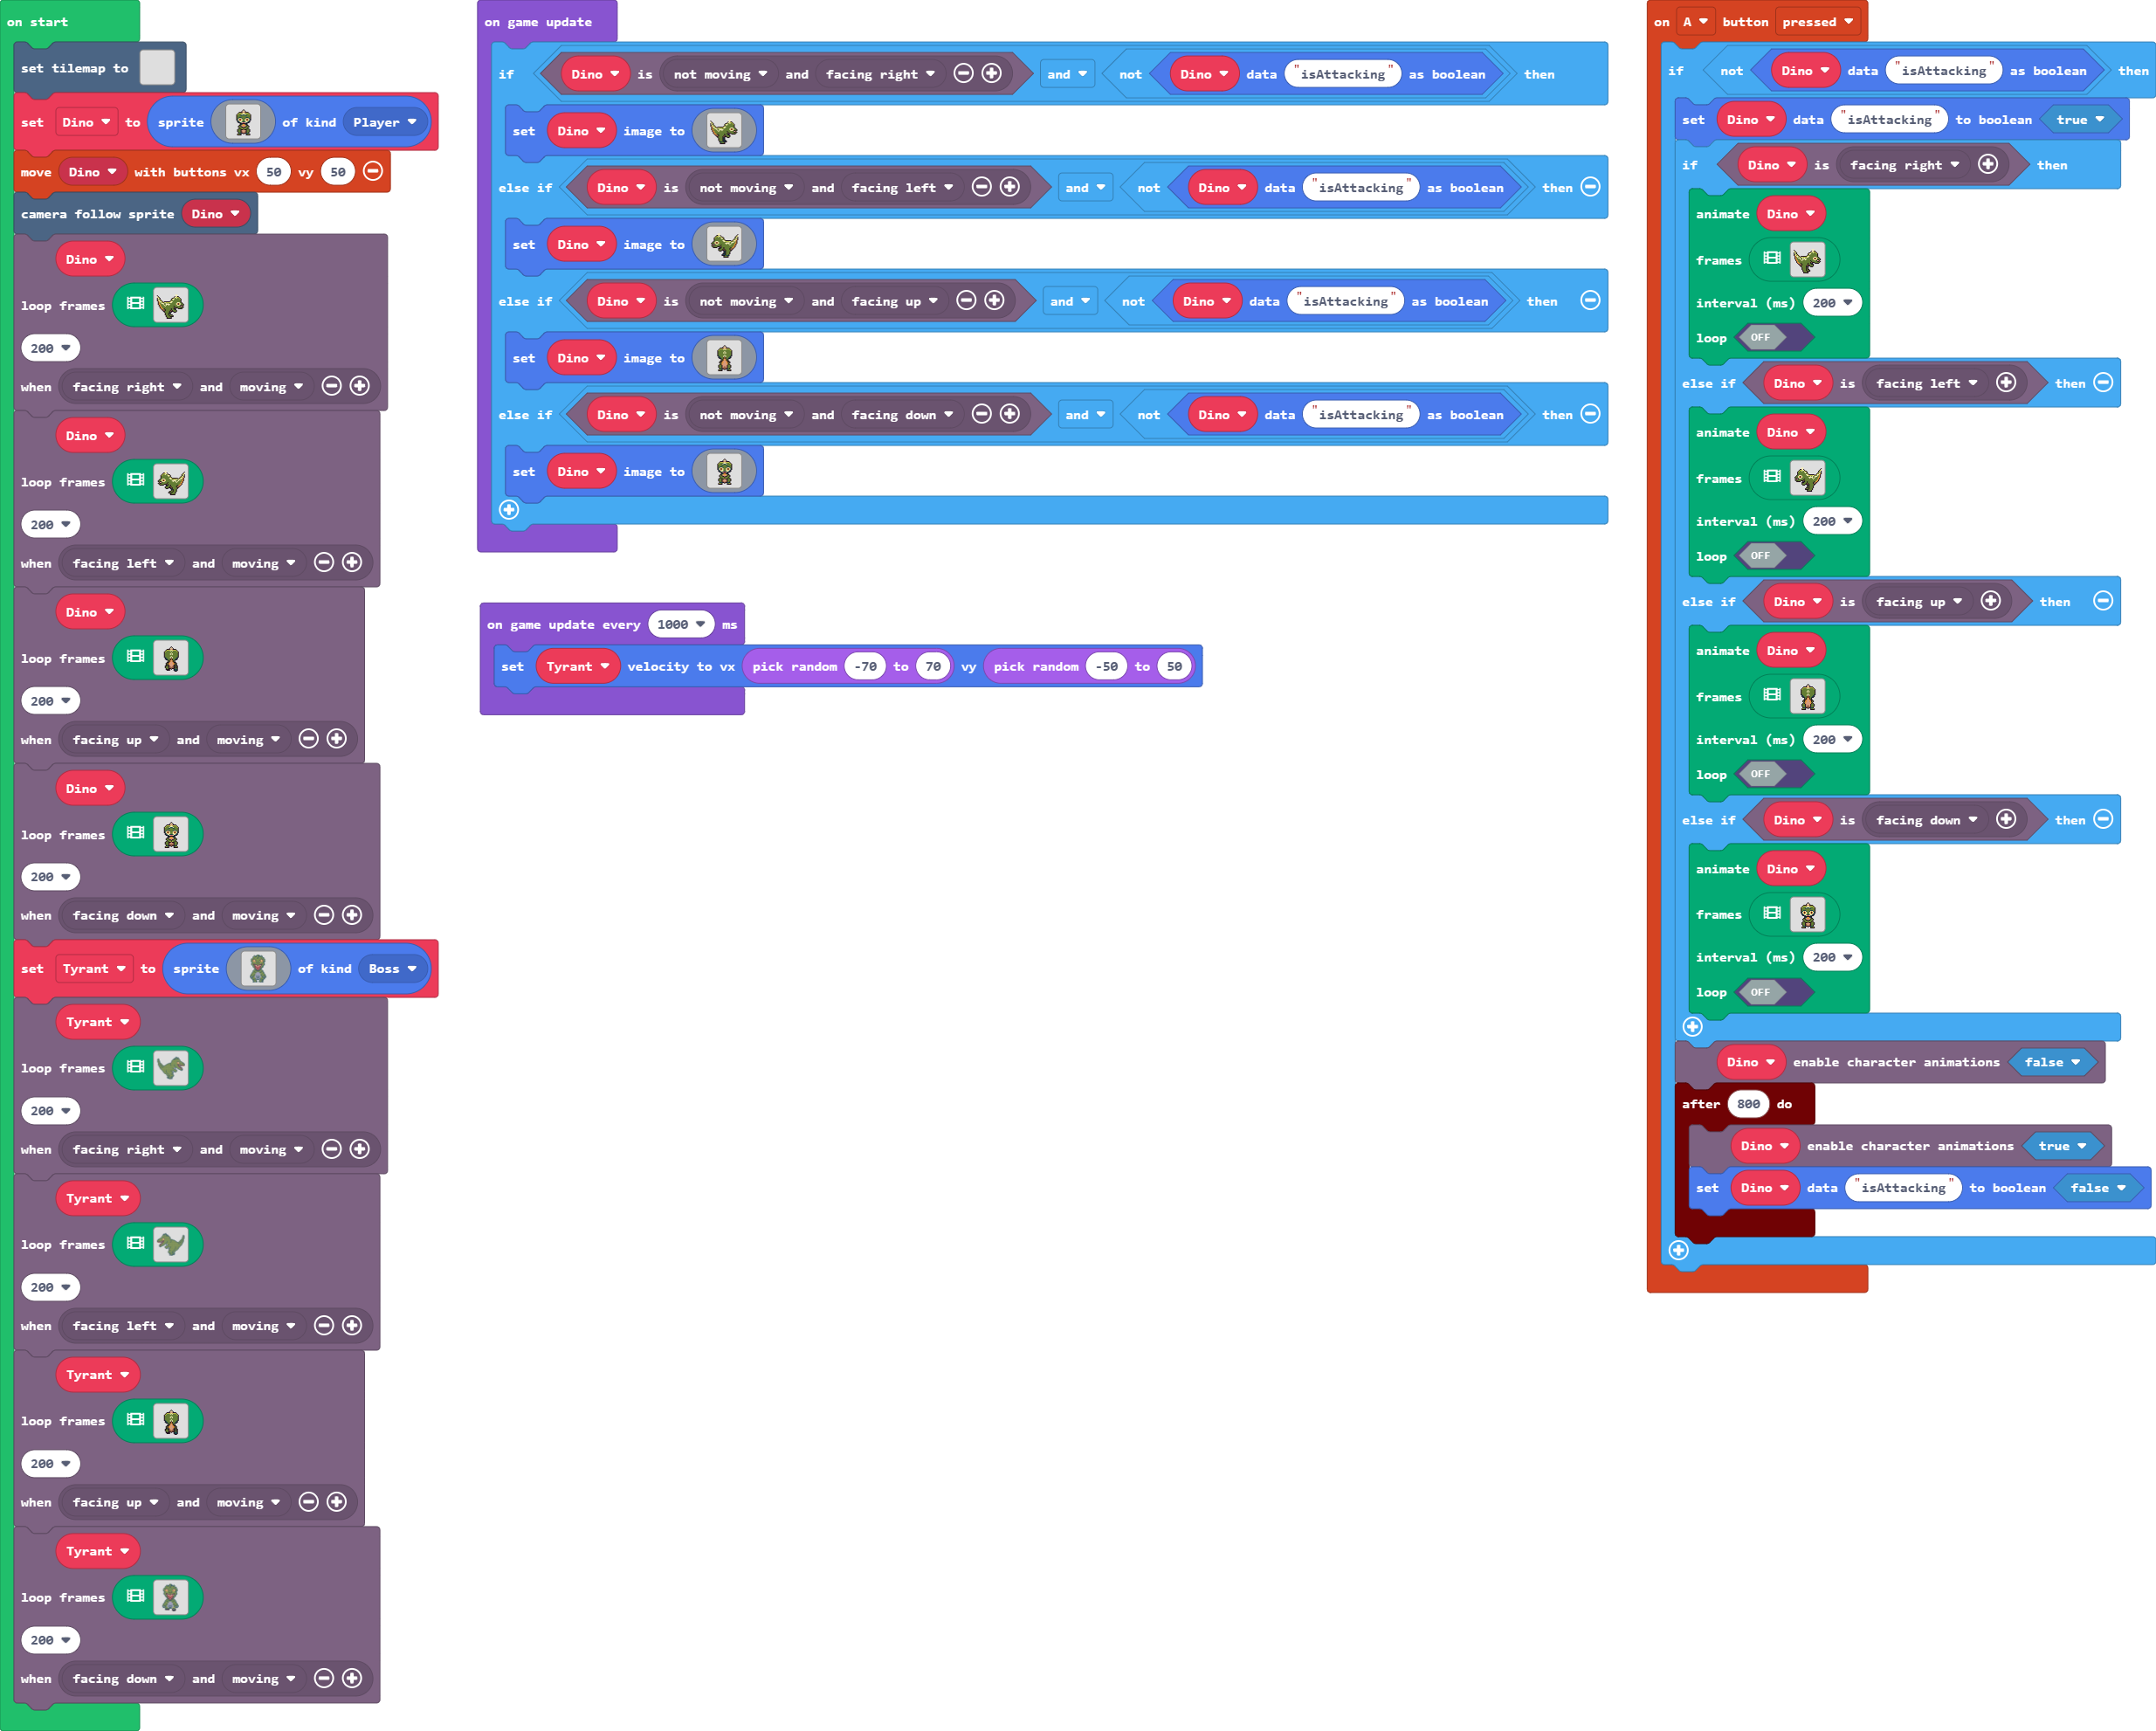 on start
set tilemap to
set Dino to sprite of kind Player
move Dino with buttons vx 50 vy 50
camera follow sprite Dino
Dino
loop frames
200
when facing right and moving
Dino
loop frames
200
when facing left and moving
Dino
loop frames
200
when facing up and moving
Dino
loop frames
200
when facing down and moving
set Tyrant to sprite of kind Boss
Tyrant
loop frames
200
when facing right and moving
Tyrant
loop frames
200
when facing left and moving
Tyrant
loop frames
200
when facing up and moving
Tyrant
loop frames
200
when facing down and moving
on game update
if Dino is not moving and facing right and not Dino data "isAttacking" as boolean then
set Dino image to
else if Dino is not moving and facing left and not Dino data "isAttacking" as boolean then
set Dino image to
else if Dino is not moving and facing up and not Dino data "isAttacking" as boolean then
set Dino image to
else if Dino is not moving and facing down and not Dino data "isAttacking" as boolean then
set Dino image to
on game update every 1000 ms
set Tyrant velocity to vx pick random -70 to 70 vy pick random -50 to 50
on A button pressed
if not Dino data "isAttacking" as boolean then
set Dino data "isAttacking" to boolean true
if Dino is facing right then
animate Dino
frames
interval (ms) 200
loop OFF
else if Dino is facing left then
animate Dino
frames
interval (ms) 200
loop OFF
else if Dino is facing up then
animate Dino
frames
interval (ms) 200
loop OFF
else if Dino is facing down then
animate Dino
frames
interval (ms) 200
loop OFF
Dino enable character animations false
after 800 do
Dino enable character animations true
set Dino data "isAttacking" to boolean false